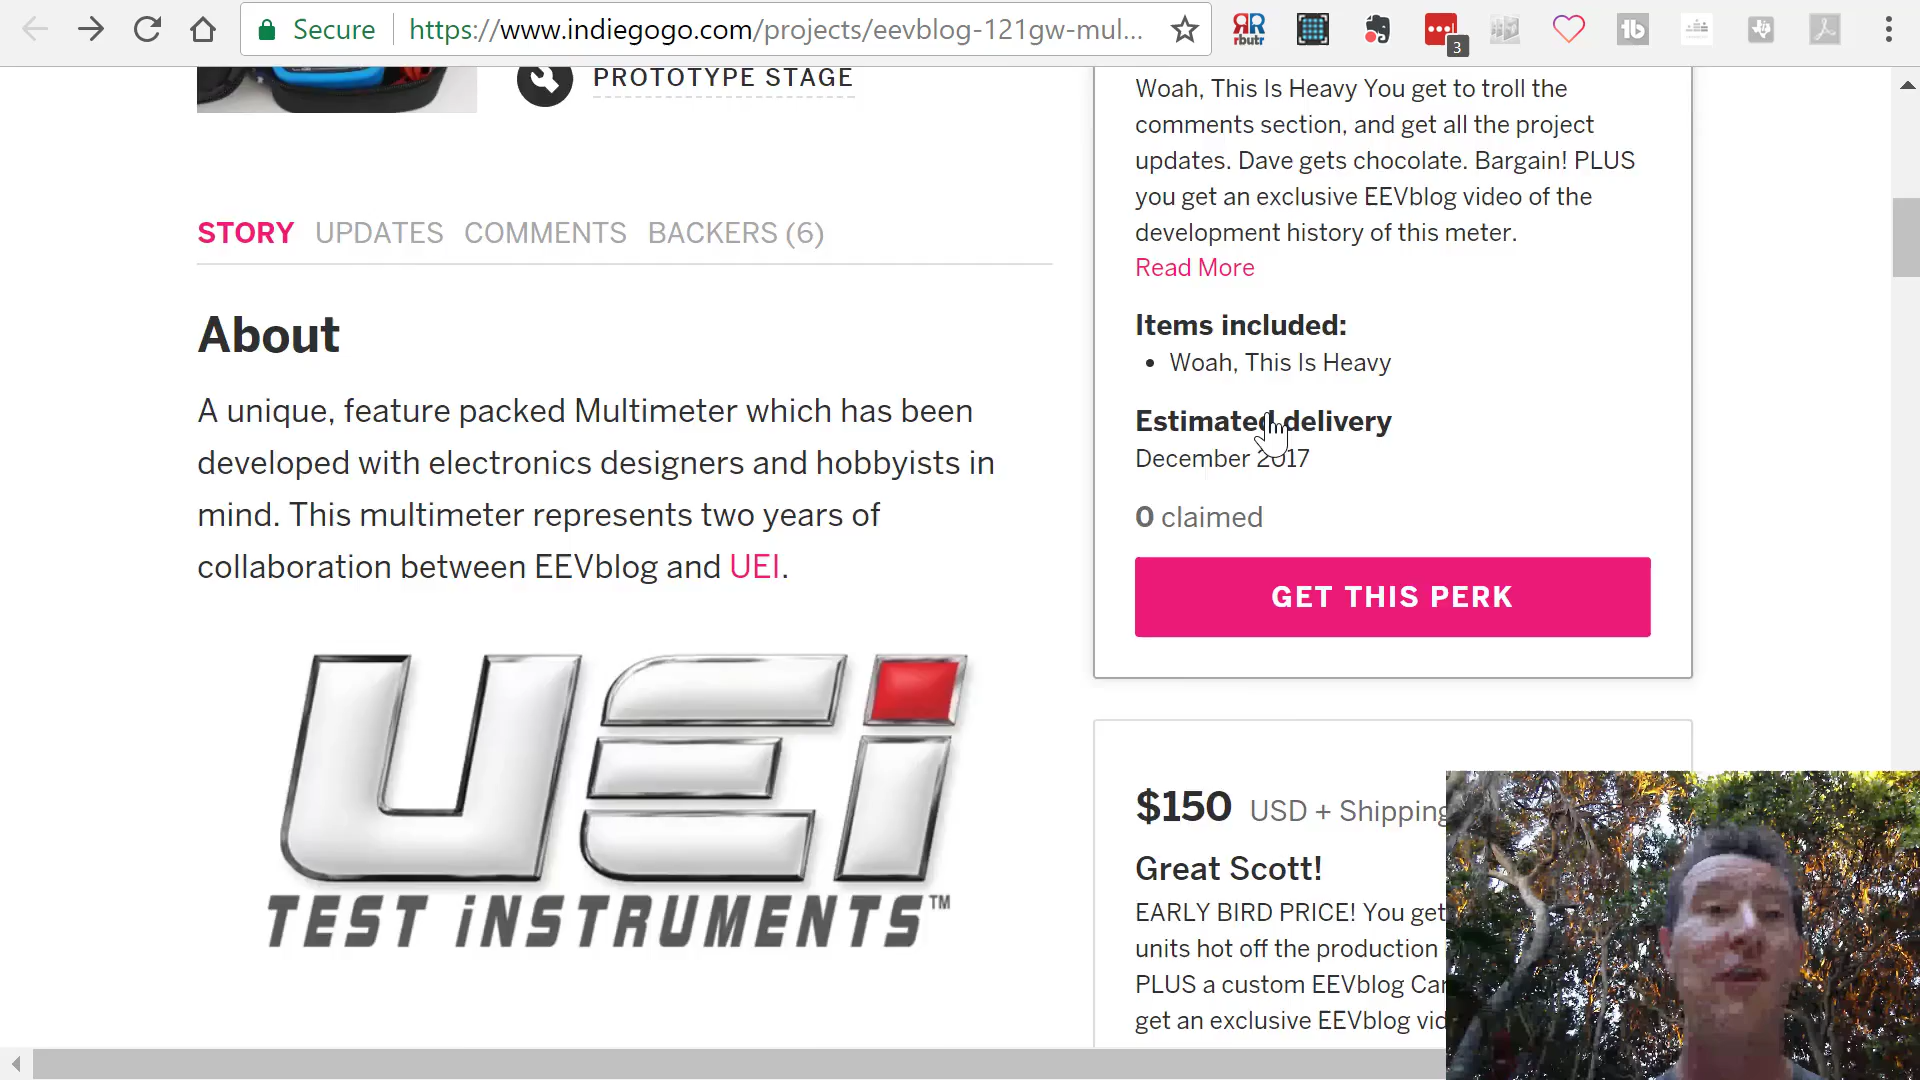 Secure https://www.indiegogo.com/projects/eevblog-121gw-mul...
rbutr
3
PROTOTYPE STAGE
STORY UPDATES COMMENTS BACKERS (6)
About
A unique, feature packed Multimeter which has been
developed with electronics designers and hobbyists in
mind. This multimeter represents two years of
collaboration between EEVblog and UEI.
UEi
TEST iNSTRUMENTS™
Woah, This Is Heavy You get to troll the
comments section, and get all the project
updates. Dave gets chocolate. Bargain! PLUS
you get an exclusive EEVblog video of the
development history of this meter.
Read More
Items included:
• Woah, This Is Heavy
Estimated delivery
December 2017
0 claimed
GET THIS PERK
$150 USD + Shipping
Great Scott!
EARLY BIRD PRICE! You get
units hot off the production
PLUS a custom EEVblog Car
get an exclusive EEVblog vid